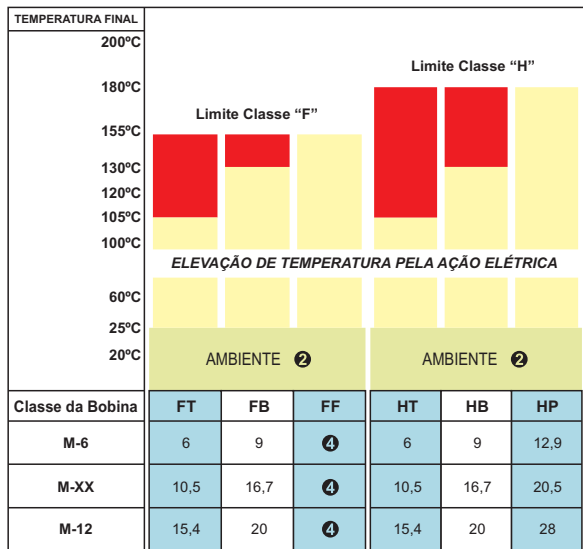 TEMPERATURA FINAL
200ºC
Limite Classe “H”
180ºC
Limite Classe “F”
155ºC
130ºC
120ºC
105ºC
100ºC
ELEVAÇÃO DE TEMPERATURA PELA AÇÃO ELÉTRICA
60ºC
25ºC
20ºC AMBIENTE ❷ AMBIENTE ❷
Classe da Bobina FT FB FF HT HB HP
M-6 6 9 ❹ 6 9 12,9
M-XX 10,5 16,7 ❹ 10,5 16,7 20,5
M-12 15,4 20 ❹ 15,4 20 28